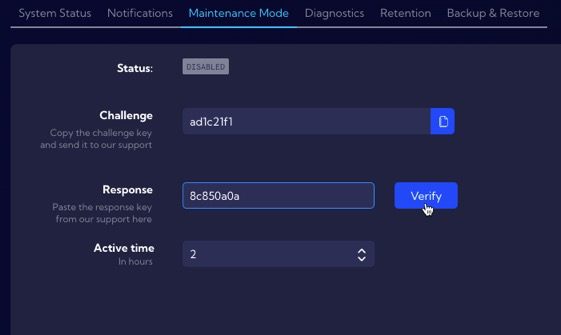 System Status Notifications Maintenance Mode Diagnostics Retention Backup & Restore
Status: DISABLED
Challenge ad1c21f1
Copy the challenge key
and send it to our support
Response 8c850a0a Verify
Paste the response key
from our support here
Active time 2
In hours